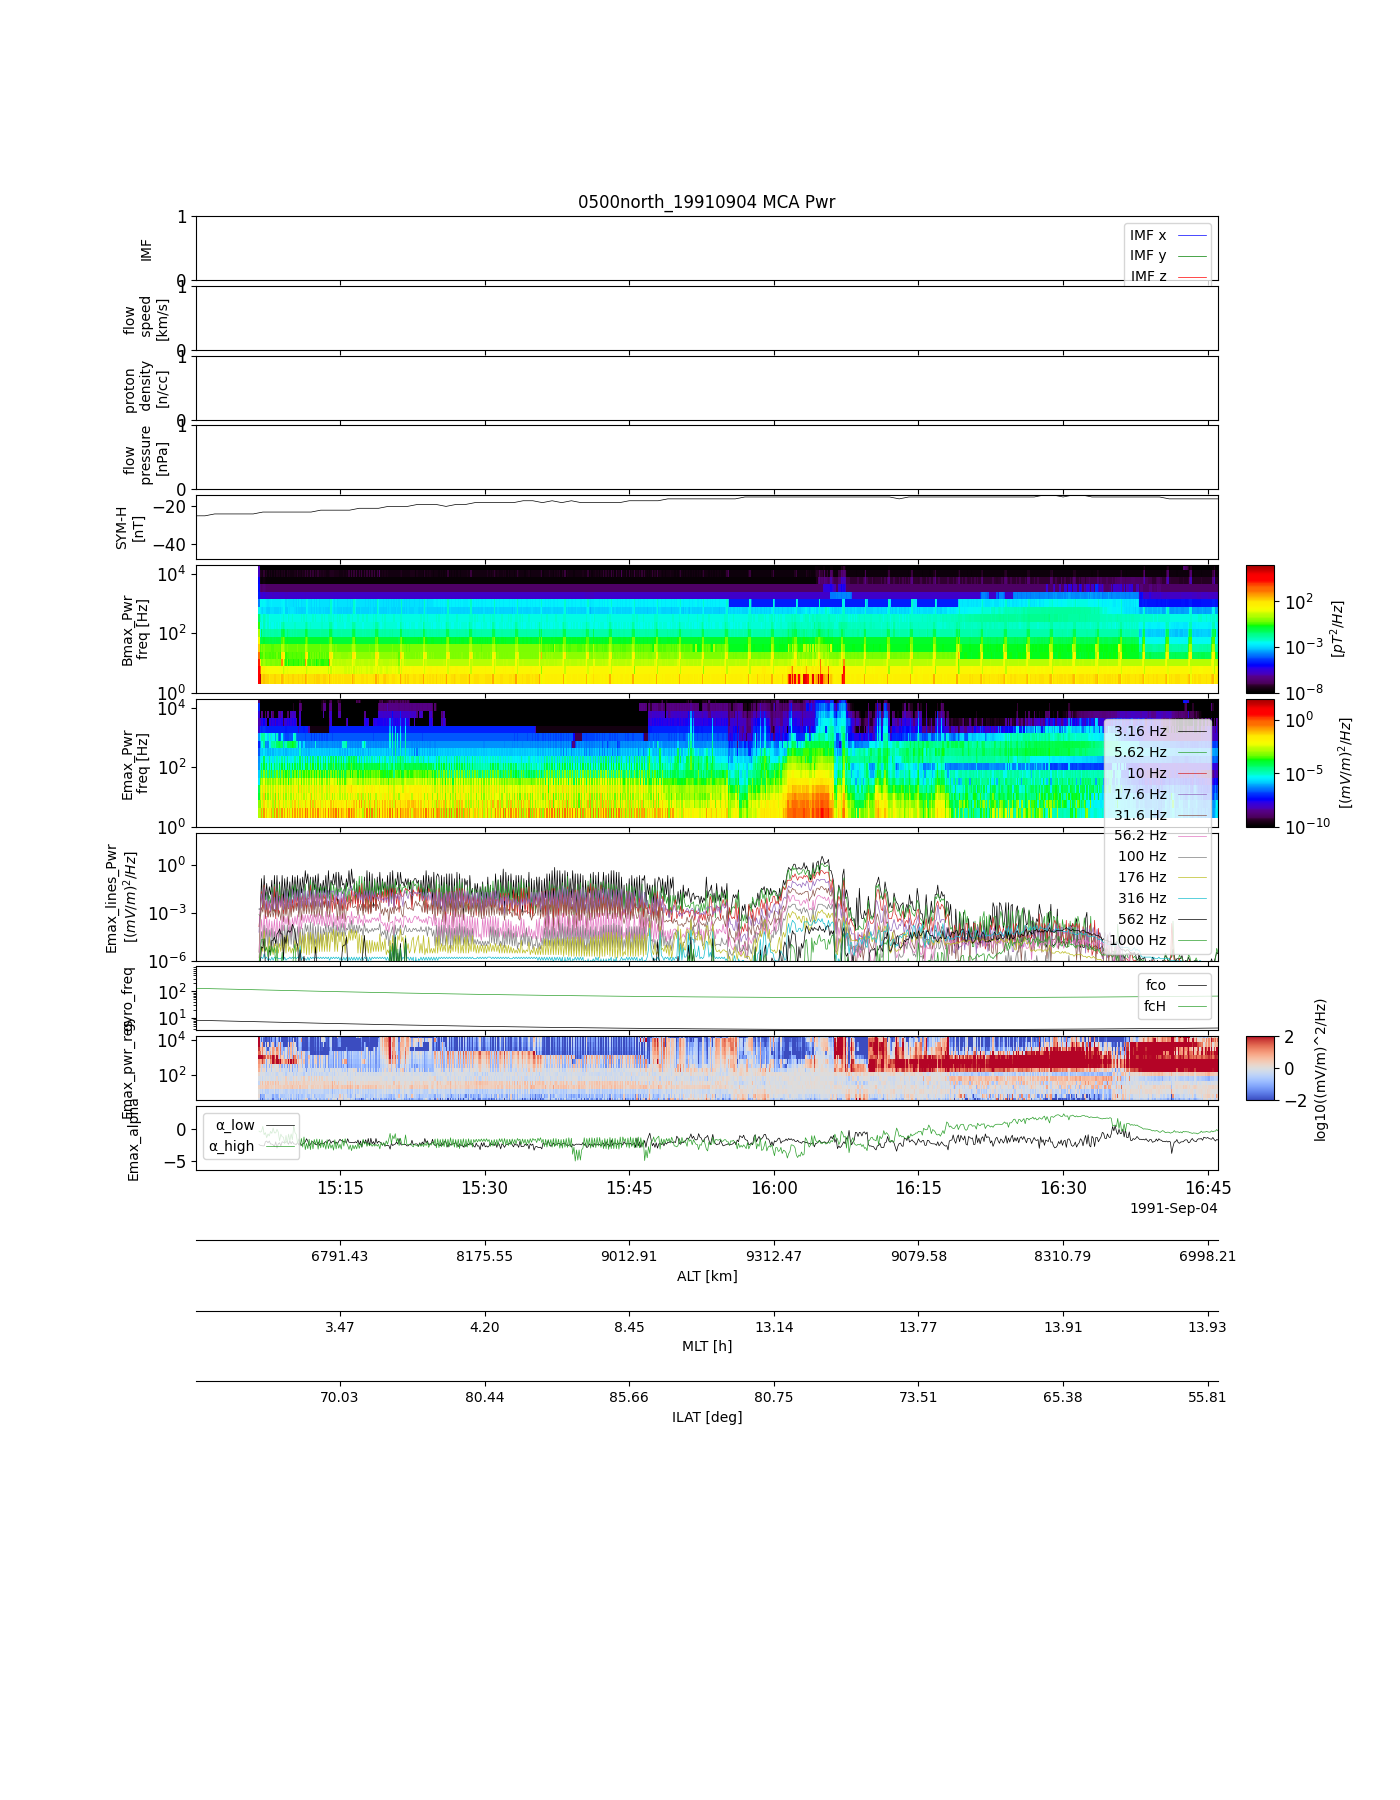 0500north_19910904 MCA Pwr
1
0
IMF
IMF x
IMF y
IMF z
1
0
flow
speed
[km/s]
1
0
proton
density
[n/cc]
1
0
flow
pressure
[nPa]
−20
−40
SYM-H
[nT]
10^4
10^2
10^0
Bmax_Pwr
freq [Hz]
10^2
10^−3
10^−8
[pT^2/Hz]
10^4
10^2
10^0
Emax_Pwr
freq [Hz]
10^0
10^−5
10^−10
[(mV/m)^2/Hz]
3.16 Hz
5.62 Hz
10 Hz
17.6 Hz
31.6 Hz
56.2 Hz
100 Hz
176 Hz
316 Hz
562 Hz
1000 Hz
10^0
10^−3
10^−6
Emax_lines_Pwr
[(mV/m)^2/Hz]
10^2
10^1
gyro_freq
fco
fcH
10^4
10^2
Emax_pwr_reg
2
0
−2
log10((mV/m)^2/Hz)
0
−5
Emax_alpha
α_low
α_high
15:15 15:30 15:45 16:00 16:15 16:30 16:45
1991-Sep-04
6791.43 8175.55 9012.91 9312.47 9079.58 8310.79 6998.21
ALT [km]
3.47 4.20 8.45 13.14 13.77 13.91 13.93
MLT [h]
70.03 80.44 85.66 80.75 73.51 65.38 55.81
ILAT [deg]